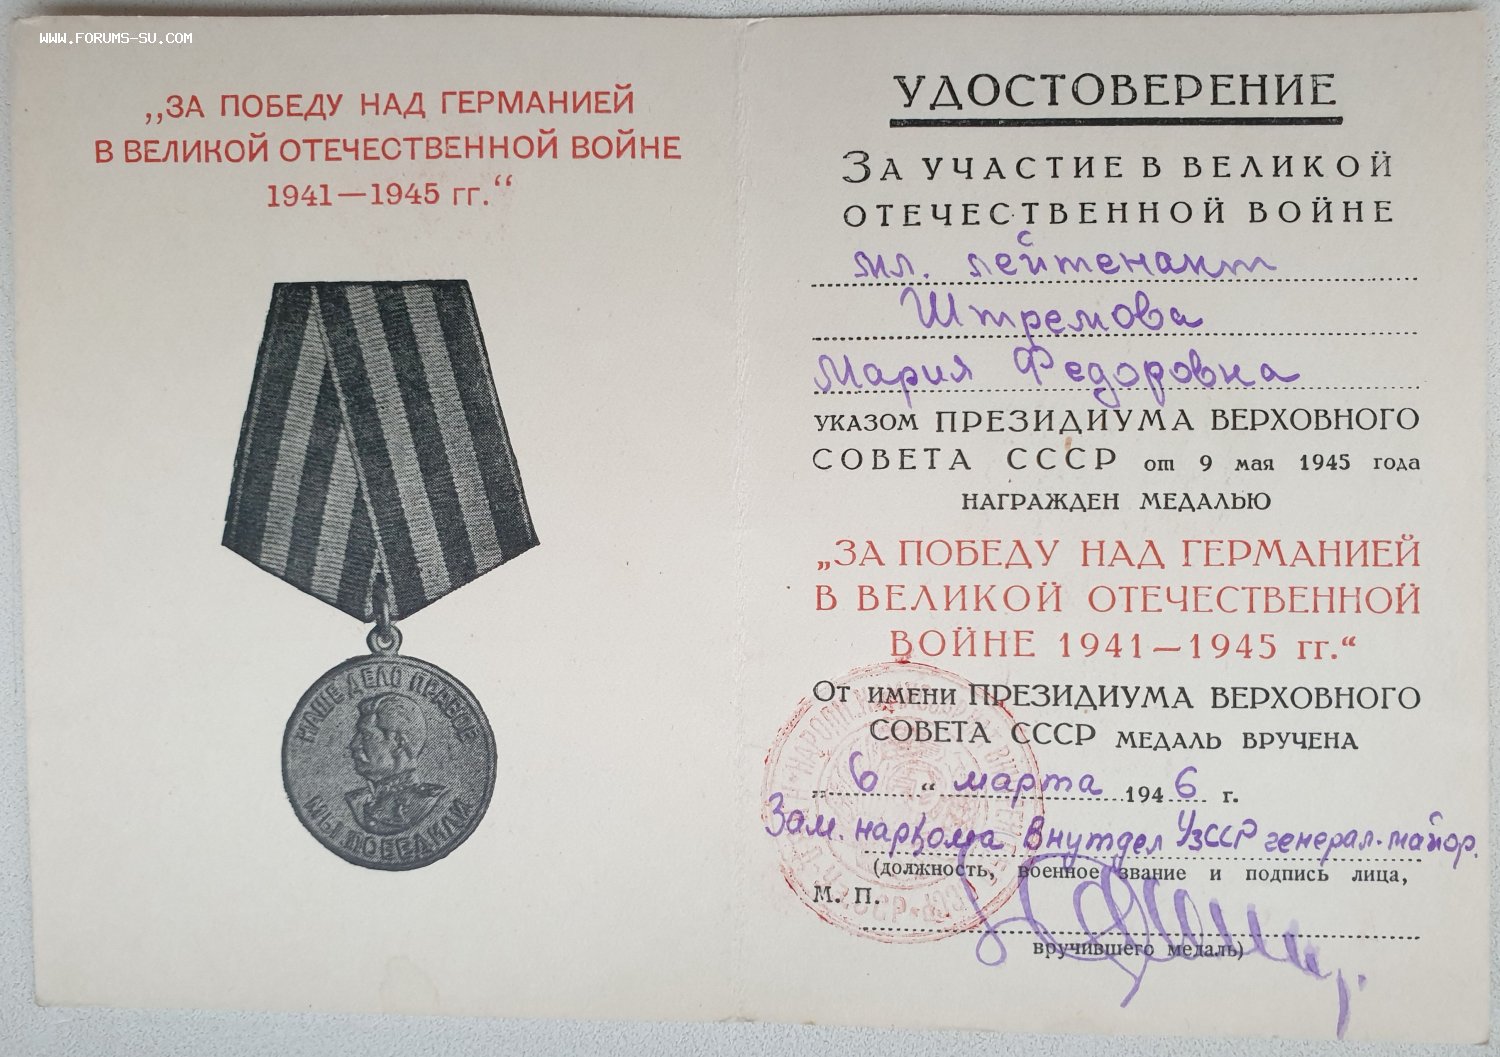 WWW.FORUMS-SU.COM
„ЗА ПОБЕДУ НАД ГЕРМАНИЕЙ
В ВЕЛИКОЙ ОТЕЧЕСТВЕННОЙ ВОЙНЕ
1941—1945 гг.“
НАШЕ ДЕЛО ПРАВОЕ
МЫ ПОБЕДИЛИ
УДОСТОВЕРЕНИЕ
ЗА УЧАСТИЕ В ВЕЛИКОЙ
ОТЕЧЕСТВЕННОЙ ВОЙНЕ
мл. лейтенант
Штремова
Мария Федоровна
УКАЗОМ ПРЕЗИДИУМА ВЕРХОВНОГО
СОВЕТА СССР от 9 мая 1945 года
НАГРАЖДЕН МЕДАЛЬЮ
„ЗА ПОБЕДУ НАД ГЕРМАНИЕЙ
В ВЕЛИКОЙ ОТЕЧЕСТВЕННОЙ
ВОЙНЕ 1941—1945 гг.“
ОТ ИМЕНИ ПРЕЗИДИУМА ВЕРХОВНОГО
СОВЕТА СССР МЕДАЛЬ ВРУЧЕНА
„6“ марта 1946 г.
Зам. наркома Внутдел УзССР генерал-майор.
(должность, военное звание и подпись лица,
М. П.
вручившего медаль)